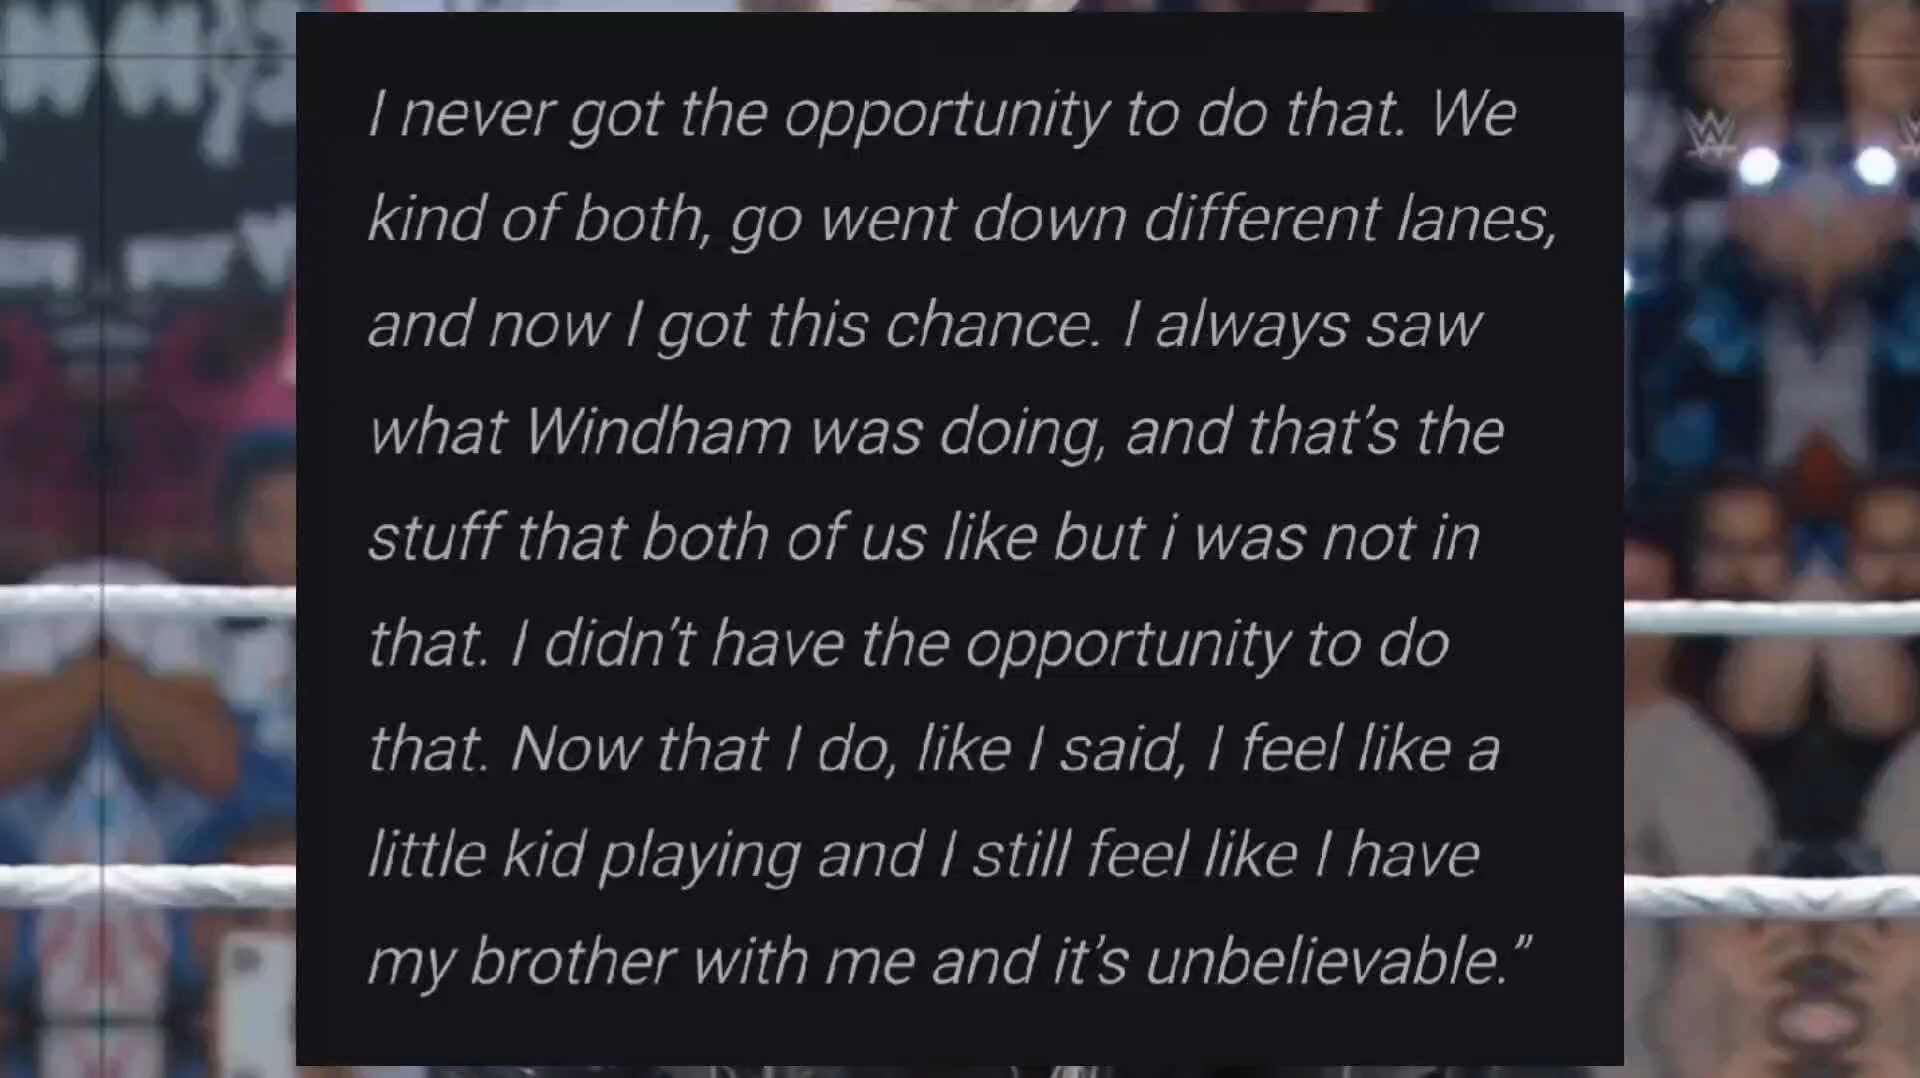 I never got the opportunity to do that. We
kind of both, go went down different lanes,
and now I got this chance. I always saw
what Windham was doing, and that’s the
stuff that both of us like but i was not in
that. I didn’t have the opportunity to do
that. Now that I do, like I said, I feel like a
little kid playing and I still feel like I have
my brother with me and it’s unbelievable.”